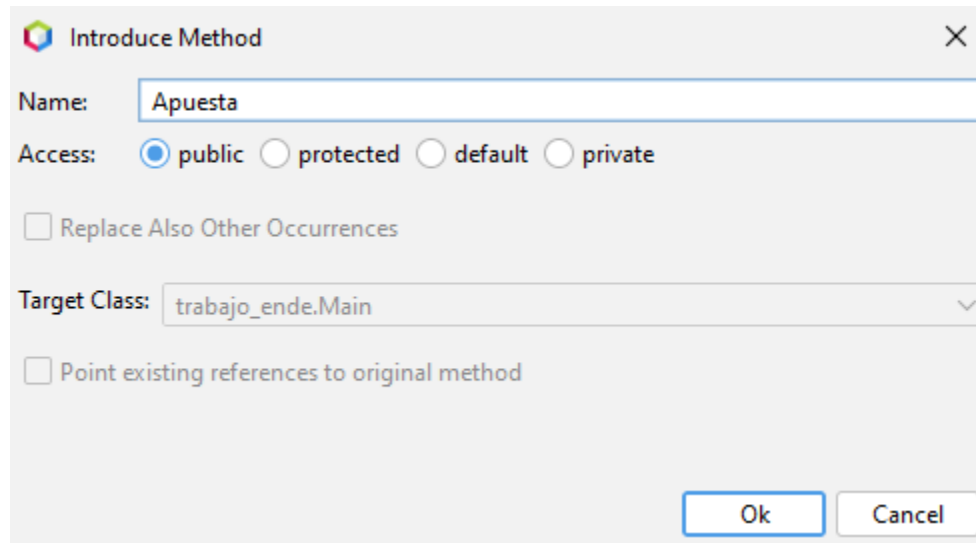 Introduce Method
Name: Apuesta
Access: public protected default private
Replace Also Other Occurrences
Target Class: trabajo_ende.Main
Point existing references to original method
Ok Cancel